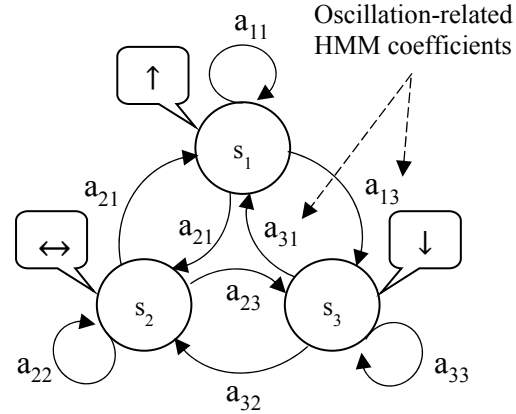 Oscillation-related
HMM coefficients
a₁₁
↑
s₁
a₂₁
a₂₁
a₃₁
a₁₃
↔
↓
s₂
a₂₃
s₃
a₂₂
a₃₂
a₃₃